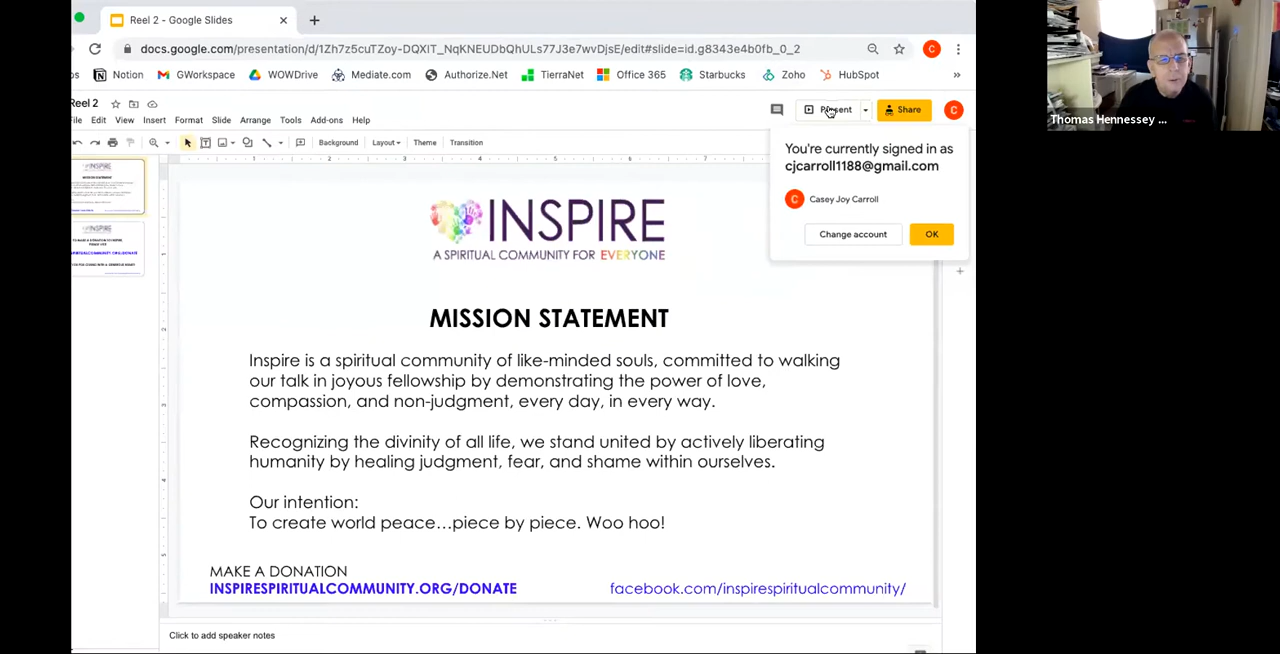 Reel 2 - Google Slides
docs.google.com/presentation/d/1Zh7z5cuTZoy-DQXIT_NqKNEUDbQhULs77J3e7wvDjsE/edit#slide=id.g8343e4b0fb_0_2
C
ps
Notion
GWorkspace
WOWDrive
Mediate.com
Authorize.Net
TierraNet
Office 365
Starbucks
Zoho
HubSpot
»
Reel 2
Present
Share
C
File Edit View Insert Format Slide Arrange Tools Add-ons Help
Background Layout Theme Transition
You're currently signed in as
cjcarroll1188@gmail.com
C Casey Joy Carroll
Change account OK
INSPIRE
A SPIRITUAL COMMUNITY FOR EVERYONE
MISSION STATEMENT
Inspire is a spiritual community of like-minded souls, committed to walking
our talk in joyous fellowship by demonstrating the power of love,
compassion, and non-judgment, every day, in every way.
Recognizing the divinity of all life, we stand united by actively liberating
humanity by healing judgment, fear, and shame within ourselves.
Our intention:
To create world peace…piece by piece. Woo hoo!
MAKE A DONATION
INSPIRESPIRITUALCOMMUNITY.ORG/DONATE
facebook.com/inspirespiritualcommunity/
Click to add speaker notes
Thomas Hennessey ...